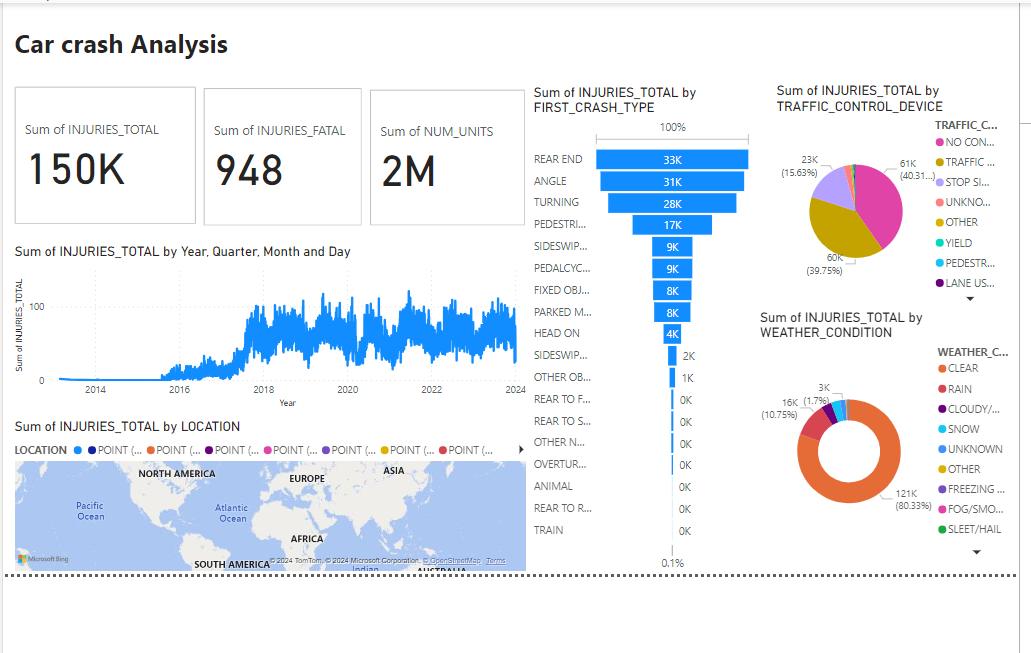 Car crash Analysis
Sum of INJURIES_TOTAL
150K
Sum of INJURIES_FATAL
948
Sum of NUM_UNITS
2M
Sum of INJURIES_TOTAL by Year, Quarter, Month and Day
Sum of INJURIES_TOTAL
100
0
2014
2016
2018
2020
2022
2024
Year
Sum of INJURIES_TOTAL by LOCATION
LOCATION
POINT (...
POINT (...
POINT (...
POINT (...
POINT (...
POINT (...
POINT (...
NORTH AMERICA
EUROPE
ASIA
Pacific
Ocean
Atlantic
Ocean
AFRICA
SOUTH AMERICA
Indian
AUSTRALIA
Microsoft Bing
© 2024 TomTom, © 2024 Microsoft Corporation, © OpenStreetMap Terms
Sum of INJURIES_TOTAL by
FIRST_CRASH_TYPE
100%
REAR END 33K
ANGLE 31K
TURNING 28K
PEDESTRI... 17K
SIDESWIP... 9K
PEDALCYC... 9K
FIXED OBJ... 8K
PARKED M... 8K
HEAD ON 4K
SIDESWIP... 2K
OTHER OB... 1K
REAR TO F... 0K
REAR TO S... 0K
OTHER N... 0K
OVERTUR... 0K
ANIMAL 0K
REAR TO R... 0K
TRAIN 0K
0.1%
Sum of INJURIES_TOTAL by
TRAFFIC_CONTROL_DEVICE
23K
(15.63%)
61K
(40.31...)
60K
(39.75%)
TRAFFIC_C...
NO CON...
TRAFFIC ...
STOP SI...
UNKNO...
OTHER
YIELD
PEDESTR...
LANE US...
Sum of INJURIES_TOTAL by
WEATHER_CONDITION
3K
(1.7%)
16K
(10.75%)
121K
(80.33%)
WEATHER_C...
CLEAR
RAIN
CLOUDY/...
SNOW
UNKNOWN
OTHER
FREEZING ...
FOG/SMO...
SLEET/HAIL